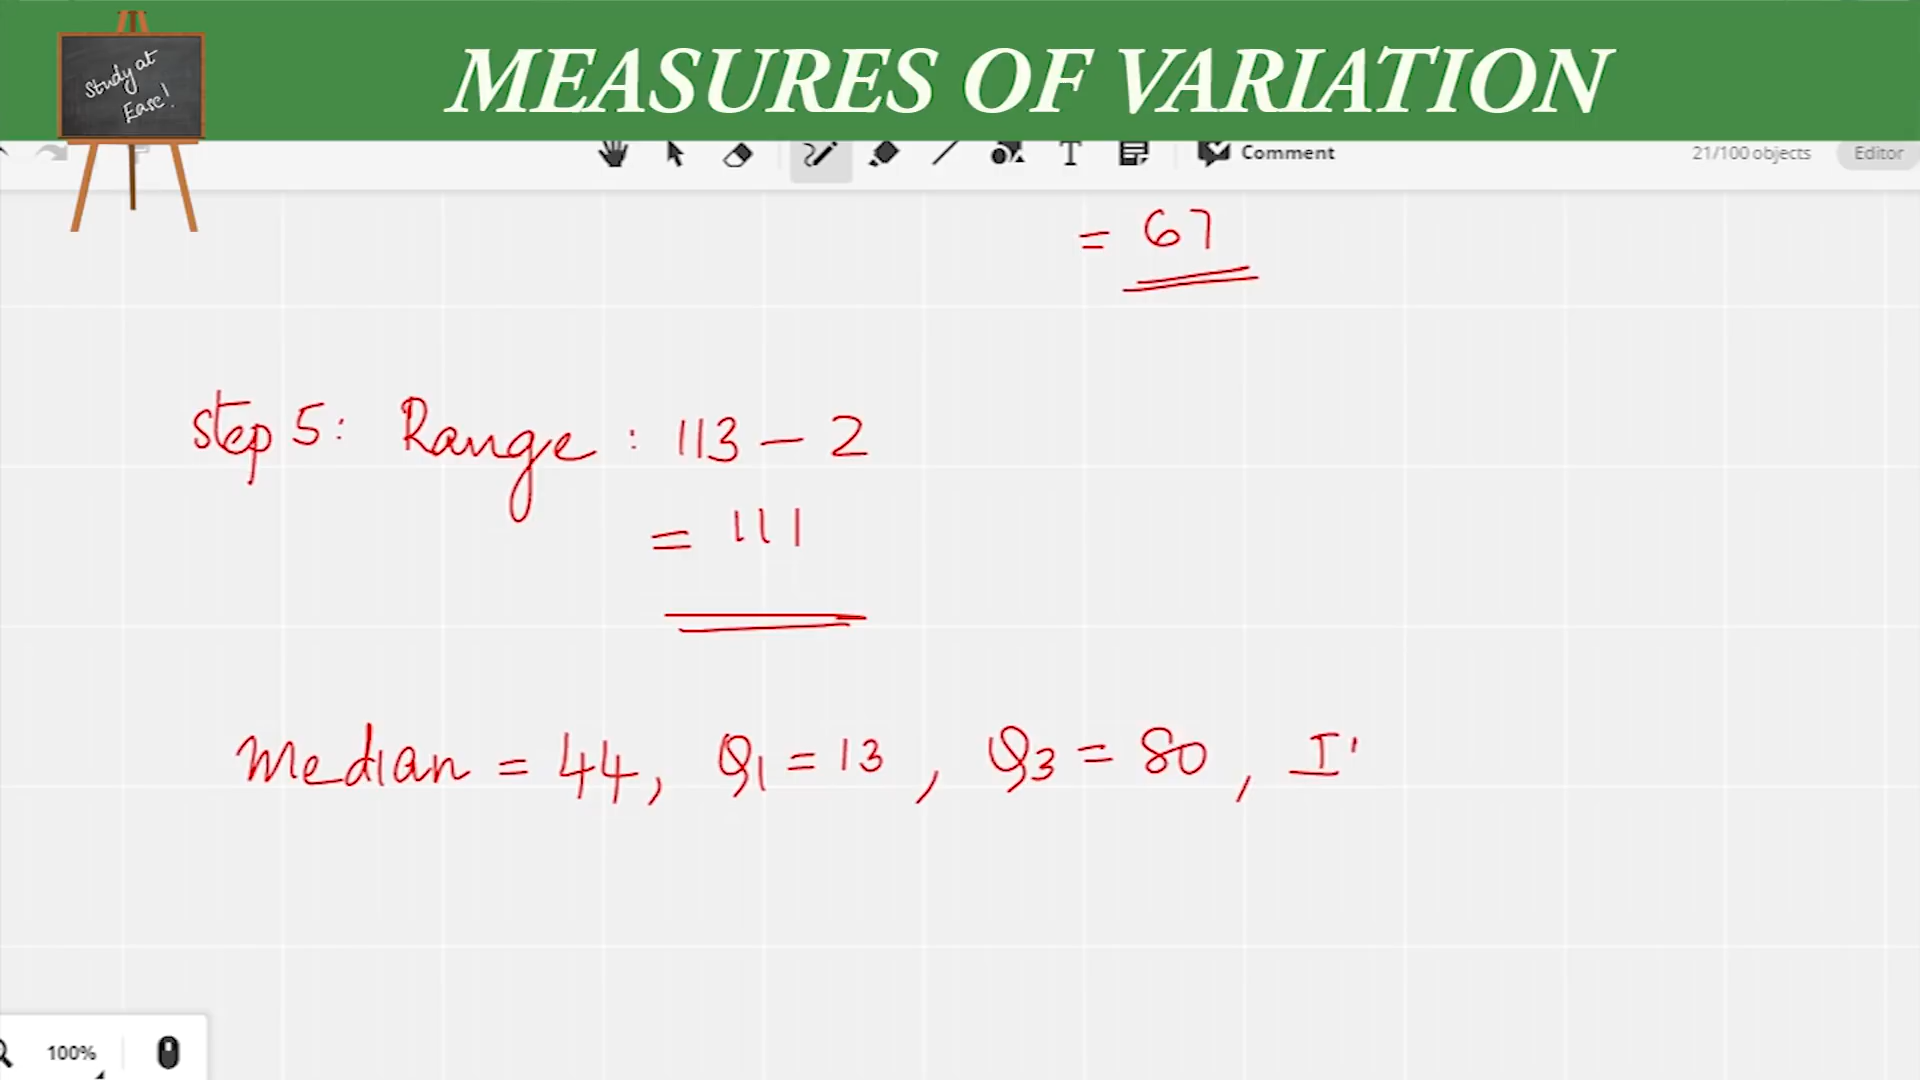 MEASURES OF VARIATION
Study at
Ease!
Comment
21/100 objects
Editor
= 67
Step 5: Range : 113 - 2
= 111
Median = 44, Q1 = 13, Q3 = 80, I
100%